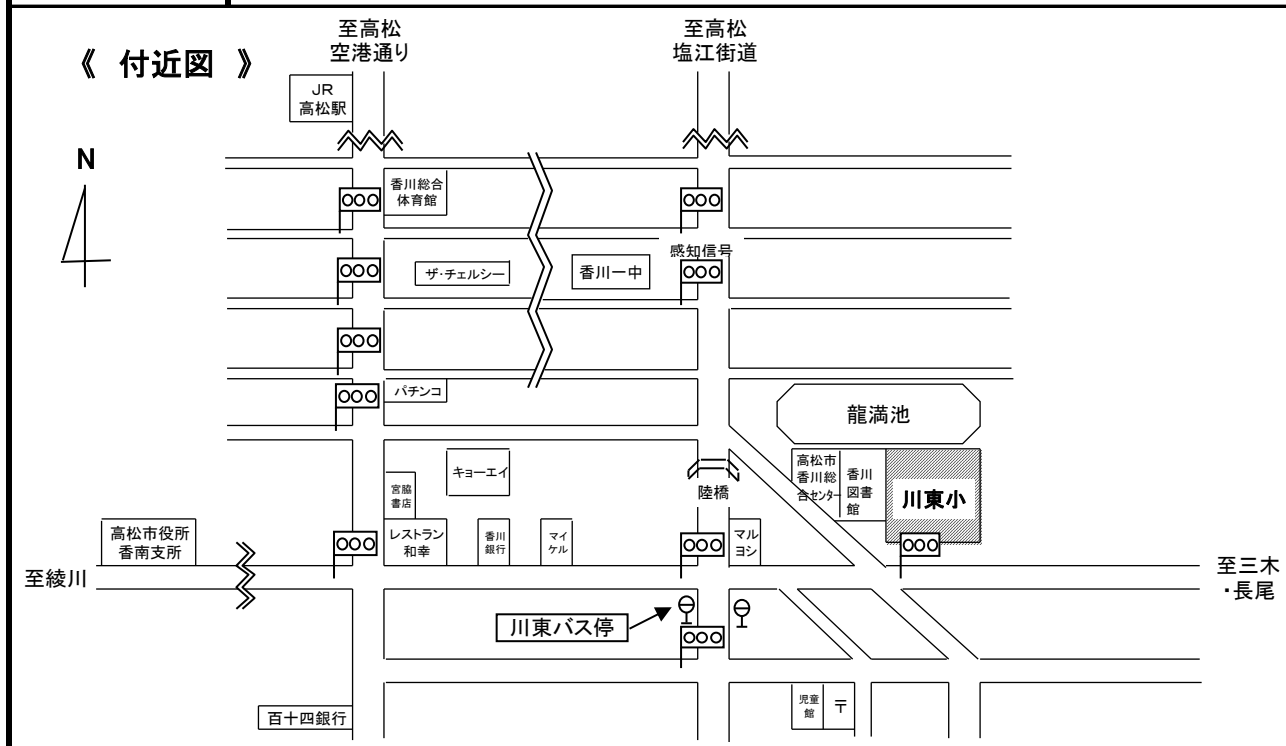 至高松
空港通り
至高松
塩江街道
《 付近図 》
JR
高松駅
N
香川総合
体育館
感知信号
ザ・チェルシー
香川一中
パチンコ
龍満池
キョーエイ
宮脇
書店
陸橋
高松市
香川総
合センター
香川
図書
館
川東小
高松市役所
香南支所
レストラン
和幸
香川
銀行
マイ
ケル
マル
ヨシ
至綾川
至三木
・長尾
川東バス停
児童
館
〒
百十四銀行